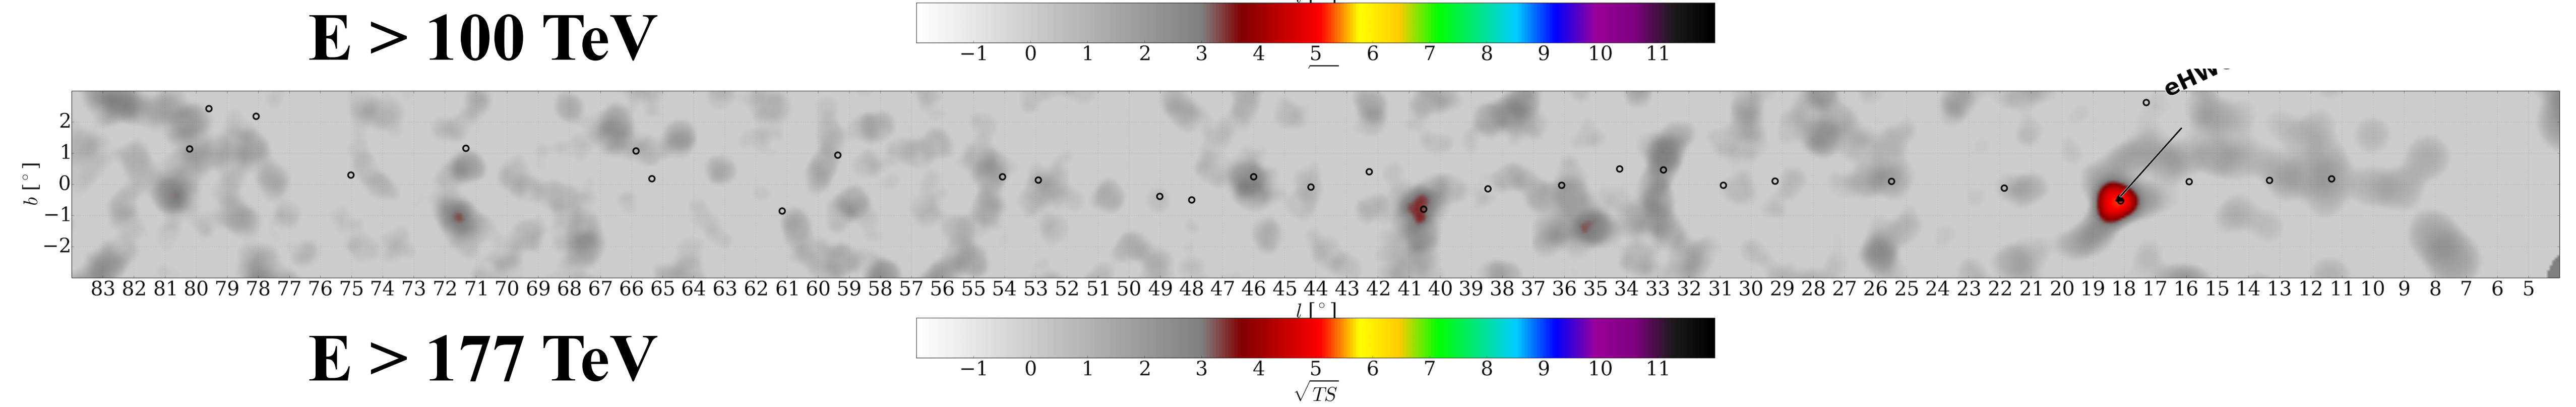 E > 100 TeV
−1 0 1 2 3 4 5 6 7 8 9 10 11
2
1
0
−1
−2
b [°]
83 82 81 80 79 78 77 76 75 74 73 72 71 70 69 68 67 66 65 64 63 62 61 60 59 58 57 56 55 54 53 52 51 50 49 48 47 46 45 44 43 42 41 40 39 38 37 36 35 34 33 32 31 30 29 28 27 26 25 24 23 22 21 20 19 18 17 16 15 14 13 12 11 10 9 8 7 6 5
l [°]
E > 177 TeV
−1 0 1 2 3 4 5 6 7 8 9 10 11
√TS